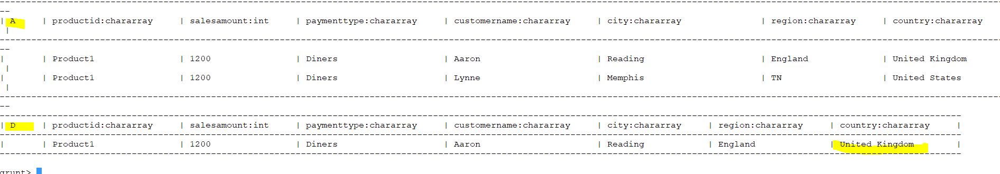 | A | productid:chararray | salesamount:int | paymenttype:chararray | customername:chararray | city:chararray | region:chararray | country:chararray
|
| | Product1 | 1200 | Diners | Aaron | Reading | England | United Kingdom
|
| | Product1 | 1200 | Diners | Lynne | Memphis | TN | United States
|
| D | productid:chararray | salesamount:int | paymenttype:chararray | customername:chararray | city:chararray | region:chararray | country:chararray |
| | Product1 | 1200 | Diners | Aaron | Reading | England | United Kingdom |
grunt>